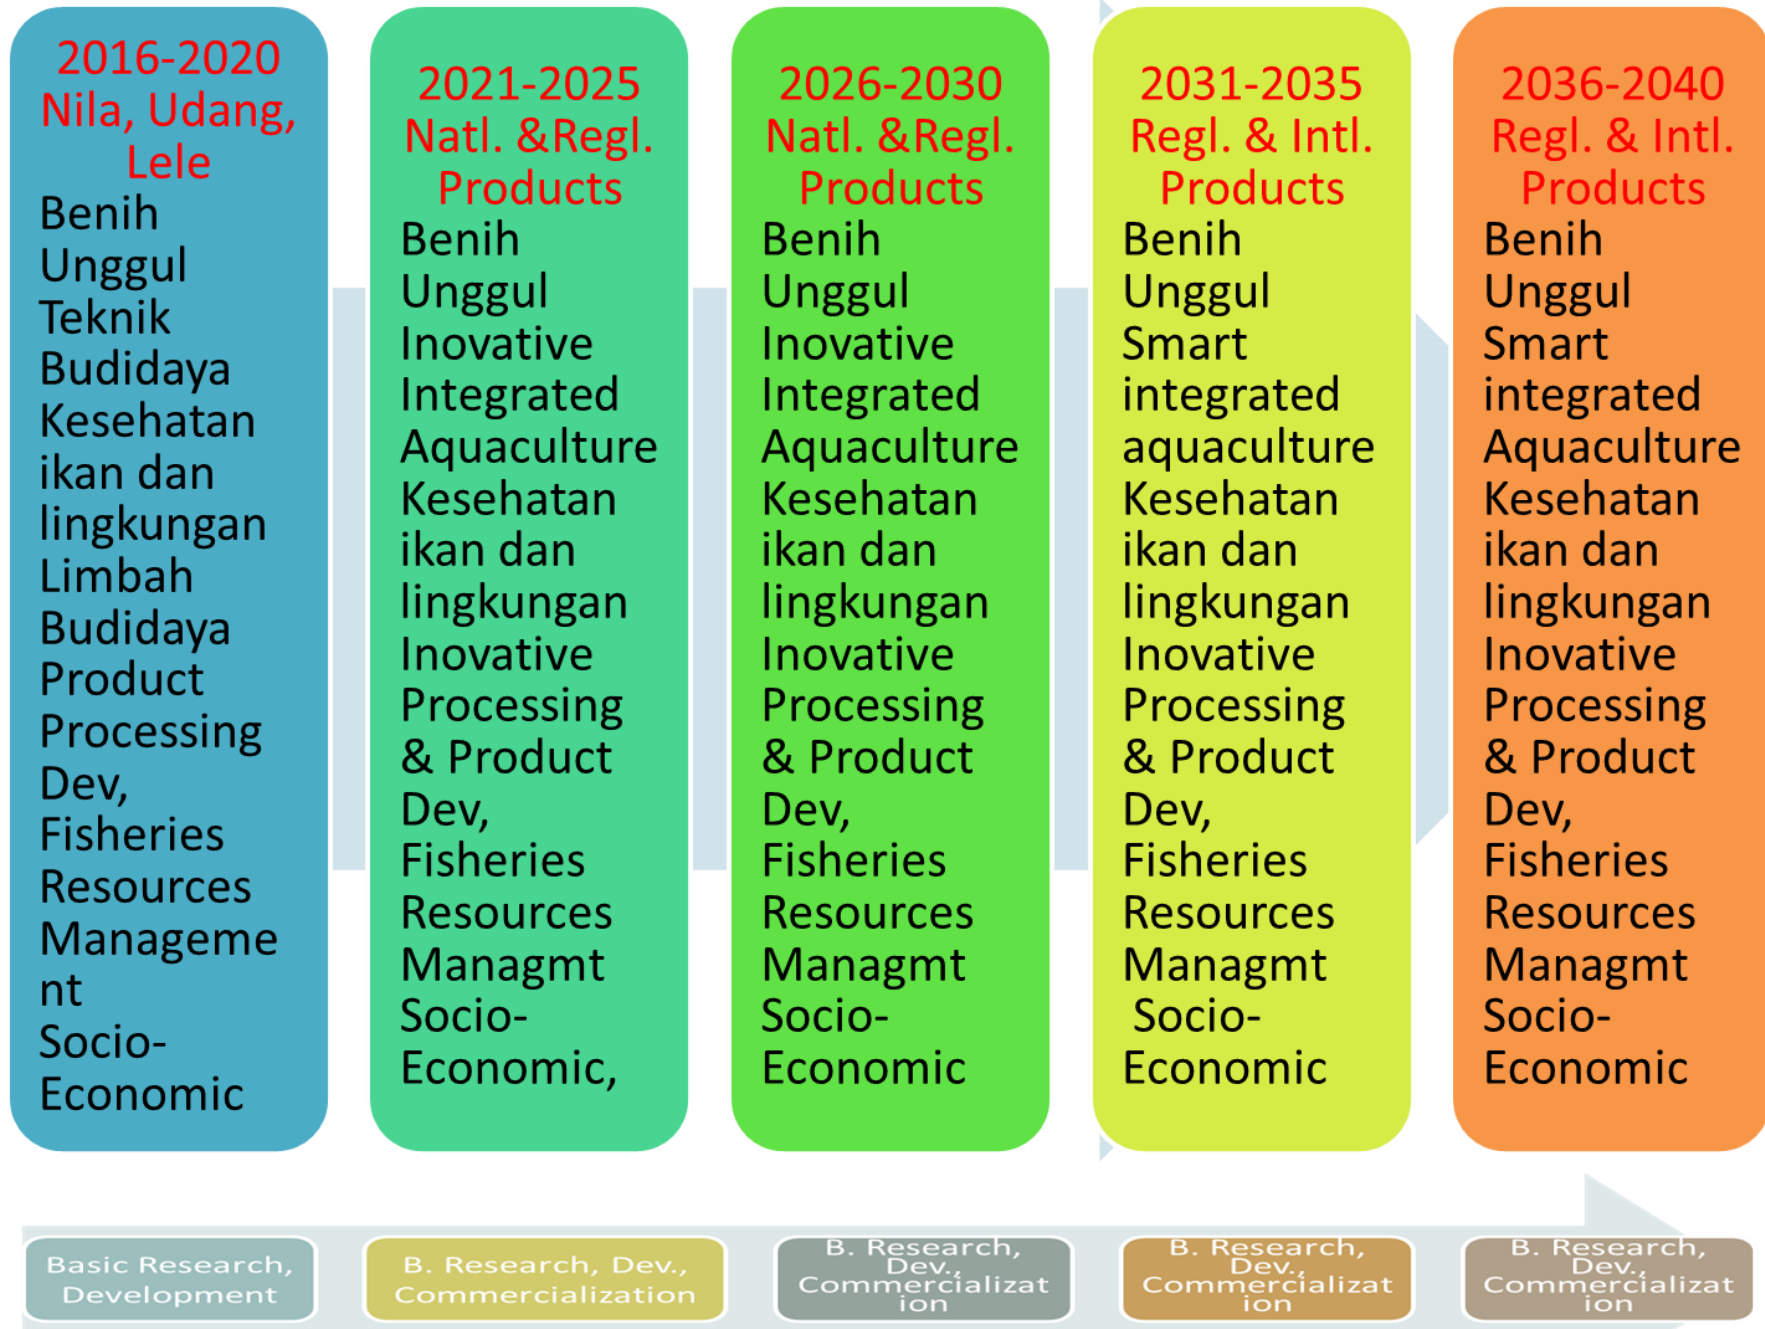 2016-2020
Nila, Udang,
Lele
Benih
Unggul
Teknik
Budidaya
Kesehatan
ikan dan
lingkungan
Limbah
Budidaya
Product
Processing
Dev,
Fisheries
Resources
Manageme
nt
Socio-
Economic
2021-2025
Natl. &Regl.
Products
Benih
Unggul
Inovative
Integrated
Aquaculture
Kesehatan
ikan dan
lingkungan
Inovative
Processing
& Product
Dev,
Fisheries
Resources
Managmt
Socio-
Economic,
2026-2030
Natl. &Regl.
Products
Benih
Unggul
Inovative
Integrated
Aquaculture
Kesehatan
ikan dan
lingkungan
Inovative
Processing
& Product
Dev,
Fisheries
Resources
Managmt
Socio-
Economic
2031-2035
Regl. & Intl.
Products
Benih
Unggul
Smart
integrated
aquaculture
Kesehatan
ikan dan
lingkungan
Inovative
Processing
& Product
Dev,
Fisheries
Resources
Managmt
Socio-
Economic
2036-2040
Regl. & Intl.
Products
Benih
Unggul
Smart
integrated
Aquaculture
Kesehatan
ikan dan
lingkungan
Inovative
Processing
& Product
Dev,
Fisheries
Resources
Managmt
Socio-
Economic
Basic Research,
Development
B. Research, Dev.,
Commercialization
B. Research,
Dev.,
Commercializat
ion
B. Research,
Dev.,
Commercializat
ion
B. Research,
Dev.,
Commercializat
ion